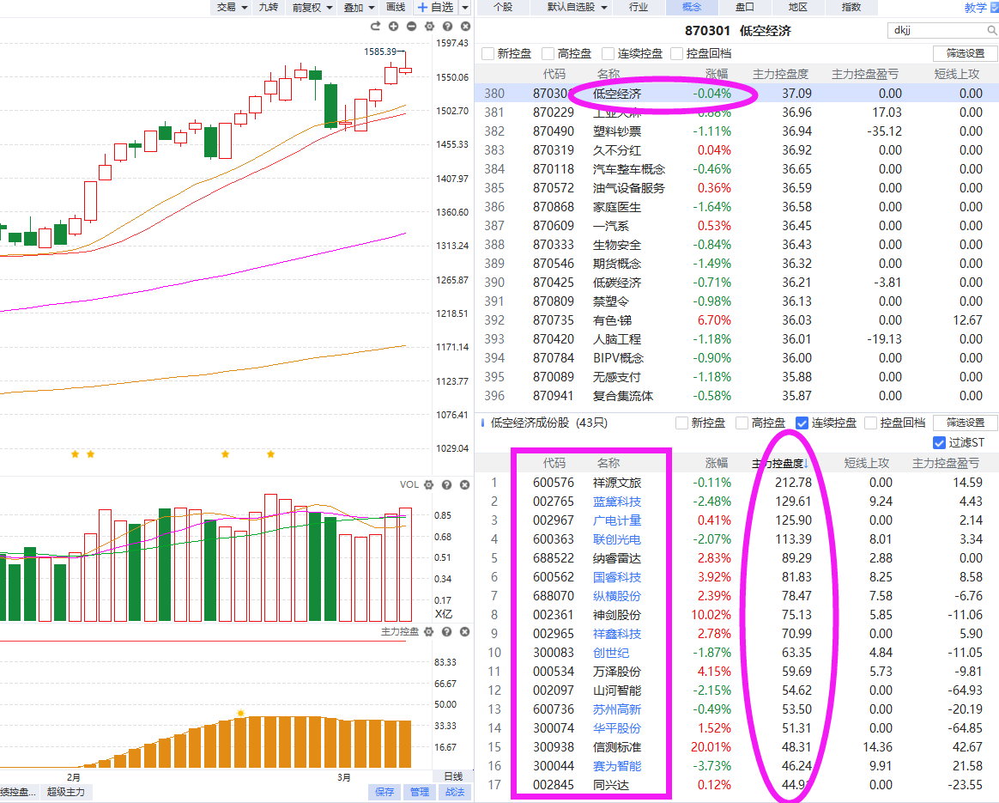 交易 九转 前复权 叠加 画线 自选
1597.43
1585.39
1550.06
1502.70
1455.33
1407.97
1360.60
1313.24
1265.87
1218.51
1171.14
1123.77
1076.41
1029.04
VOL
0.85
0.68
0.51
0.34
0.17
X亿
主力控盘
83.33
66.67
50.00
33.33
16.67
2月 3月 日线
续控盘... 超级主力 保存 管理 战法
个股 默认自选股 行业 概念 盘口 地区 指数 教学
870301 低空经济 dkjj
新控盘 高控盘 连续控盘 控盘回档 筛选设置
代码 名称 涨幅 主力控盘度 主力控盘盈亏 短线上攻
380 870301 低空经济 -0.04% 37.09 0.00 0.00
381 870229 36.96 17.03 0.00
382 870490 塑料钞票 -1.11% 36.94 -35.12 0.00
383 870319 久不分红 0.04% 36.92 0.00 0.00
384 870118 汽车整车概念 -0.46% 36.65 0.00 0.00
385 870572 油气设备服务 0.36% 36.59 0.00 0.00
386 870868 家庭医生 -1.64% 36.58 0.00 0.00
387 870609 一汽系 0.53% 36.45 0.00 0.00
388 870333 生物安全 -0.84% 36.43 0.00 0.00
389 870546 期货概念 -1.49% 36.32 0.00 0.00
390 870425 低碳经济 -0.71% 36.21 -3.81 0.00
391 870809 禁塑令 -0.98% 36.13 0.00 0.00
392 870735 有色·锑 6.70% 36.03 0.00 12.67
393 870420 人脑工程 -1.18% 36.01 -19.13 0.00
394 870784 BIPV概念 -0.90% 36.00 0.00 0.00
395 870089 无感支付 -1.18% 35.88 0.00 0.00
396 870941 复合集流体 -0.58% 35.87 0.00 0.00
低空经济成份股 (43只) 新控盘 高控盘 连续控盘 控盘回档 筛选设置
过滤ST
代码 名称 涨幅 主力控盘度↓ 短线上攻 主力控盘盈亏
1 600576 祥源文旅 -0.11% 212.78 0.00 14.59
2 002765 蓝黛科技 -2.48% 129.61 9.24 4.43
3 002967 广电计量 0.41% 125.90 0.00 2.14
4 600363 联创光电 -2.07% 113.39 8.01 3.34
5 688522 纳睿雷达 2.83% 89.29 2.88 0.00
6 600562 国睿科技 3.92% 81.83 8.25 8.58
7 688070 纵横股份 2.39% 78.47 7.58 -6.76
8 002361 神剑股份 10.02% 75.13 5.85 -11.06
9 002965 祥鑫科技 2.78% 70.99 0.00 5.90
10 300083 创世纪 -1.87% 63.35 4.84 -11.05
11 000534 万泽股份 4.15% 59.69 5.73 -9.81
12 002097 山河智能 -2.15% 54.62 0.00 -64.93
13 600736 苏州高新 -0.49% 53.50 0.00 -20.19
14 300074 华平股份 1.52% 51.31 0.00 -64.85
15 300938 信测标准 20.01% 48.31 14.36 42.67
16 300044 赛为智能 -3.73% 46.24 9.91 21.58
17 002845 同兴达 0.12% 0.00 -23.55